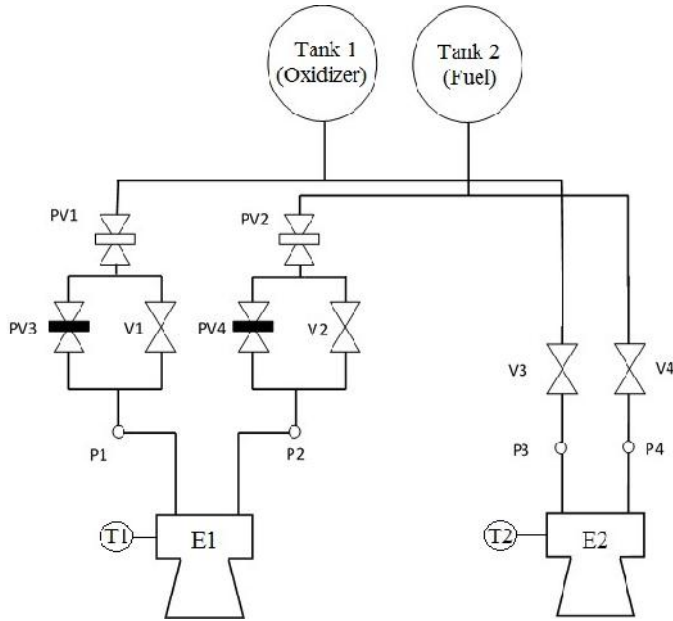 Tank 1
(Oxidizer)
Tank 2
(Fuel)
PV1
PV2
PV3
V1
PV4
V2
V3
V4
P1
P2
P3
P4
T1
E1
T2
E2